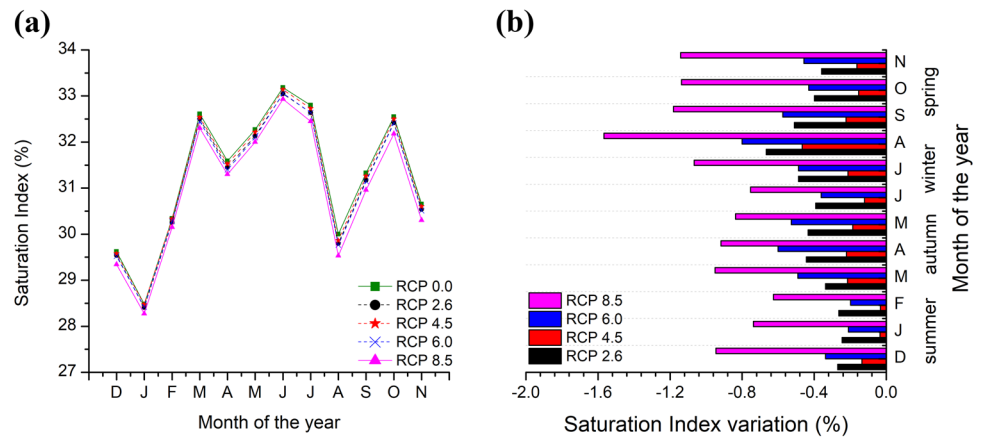 (a)
34
33
32
31
30
29
28
27
Saturation Index (%)
RCP 0.0
RCP 2.6
RCP 4.5
RCP 6.0
RCP 8.5
D J F M A M J J A S O N
Month of the year
(b)
N
O
S
A
J
J
M
A
M
F
J
D
spring
winter
autumn
summer
Month of the year
RCP 8.5
RCP 6.0
RCP 4.5
RCP 2.6
-2.0 -1.6 -1.2 -0.8 -0.4 0.0
Saturation Index variation (%)